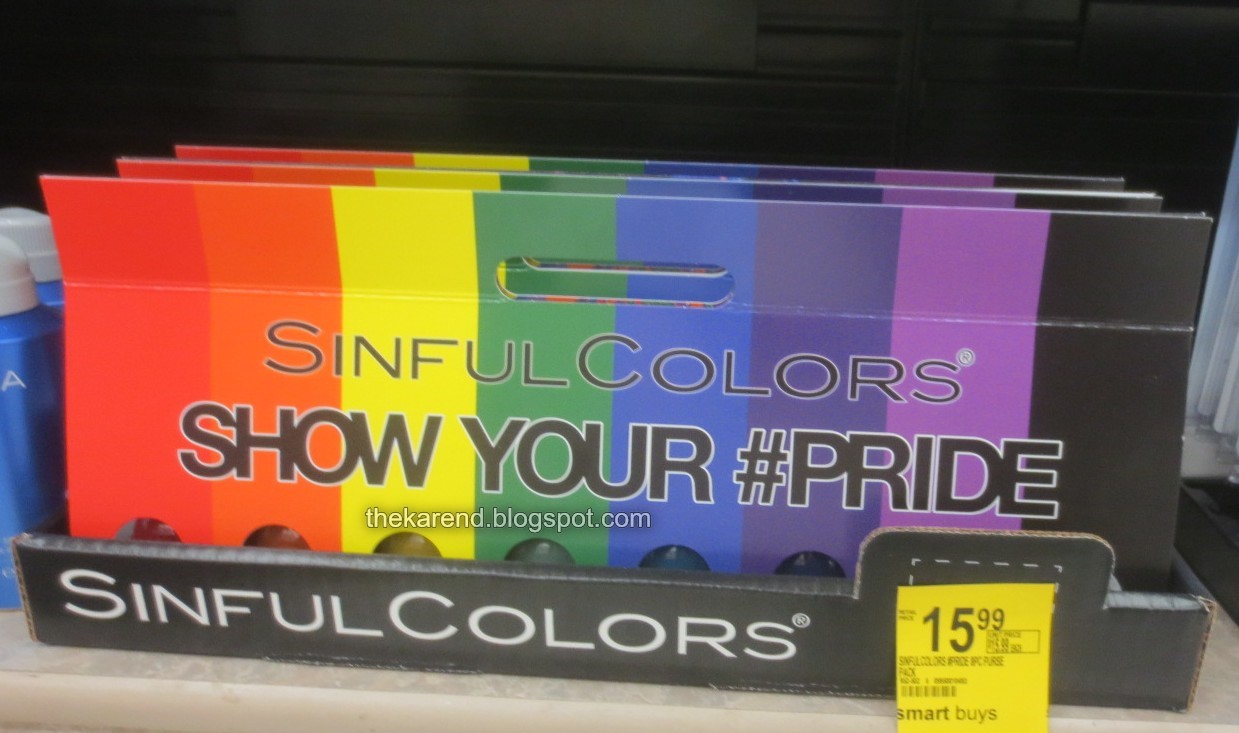 SINFULCOLORS®
SHOW YOUR #PRIDE
thekarend.blogspot.com
SINFULCOLORS®
A
15 99
SINFULCOLORS #PRIDE 8PC PURSE
PACK
smart buys